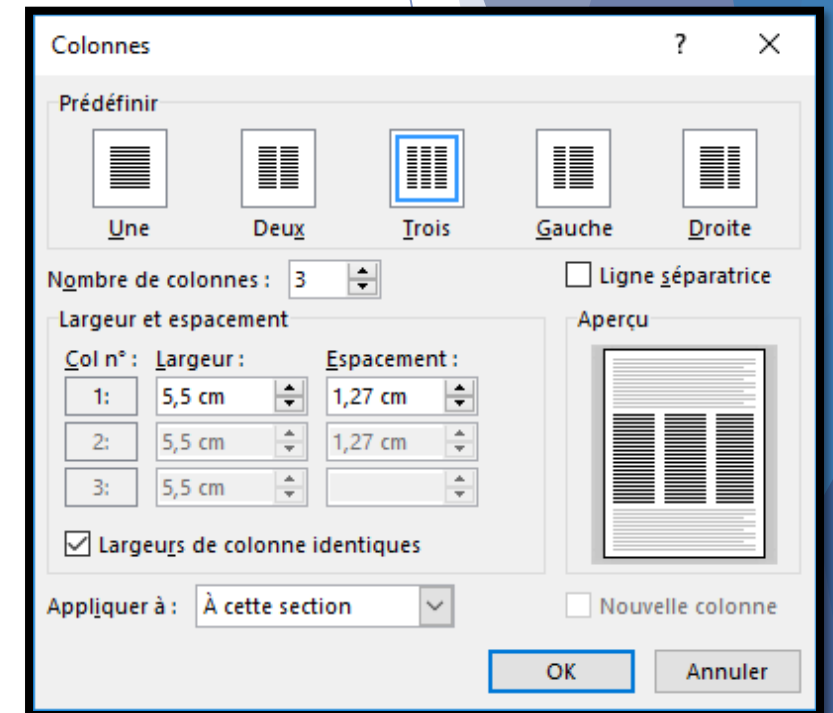 Colonnes ?
Prédéfinir
Une Deux Trois Gauche Droite
Nombre de colonnes : 3 Ligne séparatrice
Largeur et espacement Aperçu
Col n° : Largeur : Espacement :
1: 5,5 cm 1,27 cm
2: 5,5 cm 1,27 cm
3: 5,5 cm
Largeurs de colonne identiques
Appliquer à : À cette section Nouvelle colonne
OK Annuler